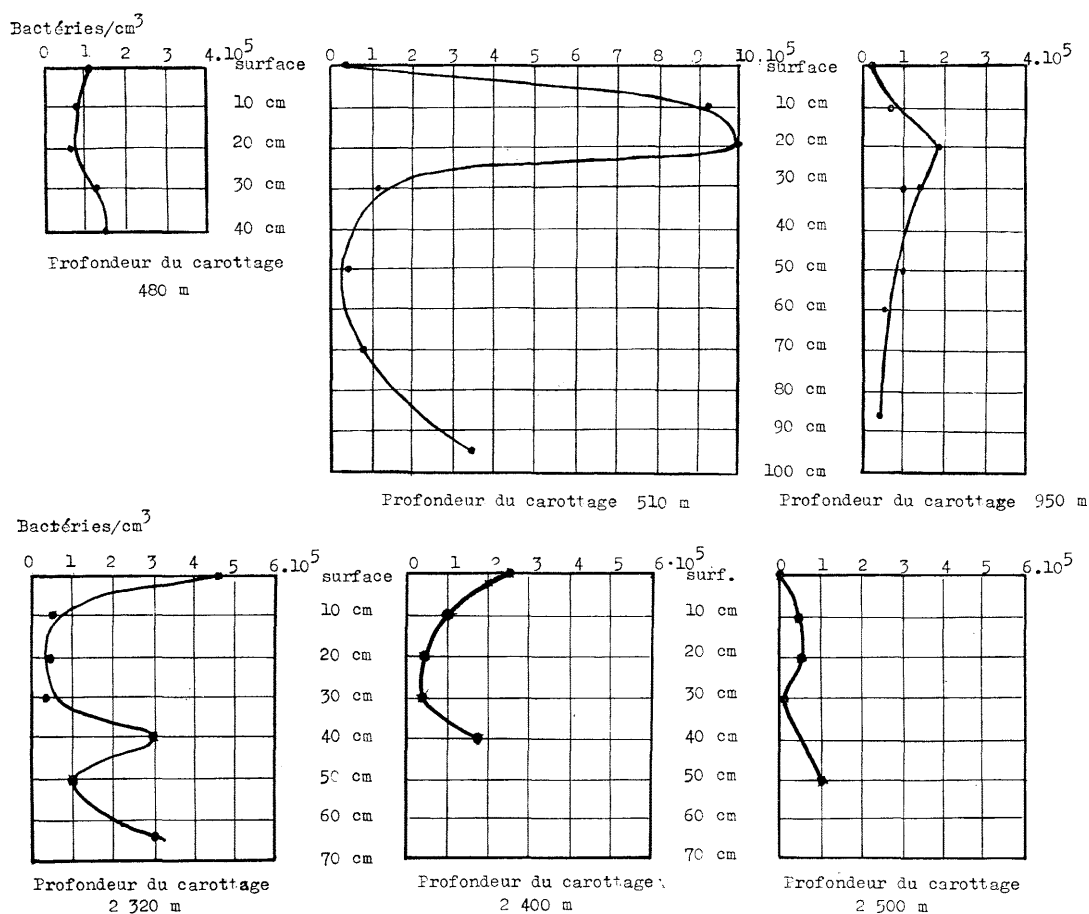 Bactéries/cm3
0 1 2 3 4.10⁵
surface
10 cm
20 cm
30 cm
40 cm
Profondeur du carottage
480 m
0 1 2 3 4 5 6 7 8 9 10.10⁵
surface
10 cm
20 cm
30 cm
40 cm
50 cm
60 cm
70 cm
80 cm
90 cm
100 cm
Profondeur du carottage 510 m
0 1 2 3 4.10⁵
Profondeur du carottage 950 m
Bactéries/cm3
0 1 2 3 4 5 6.10⁵
surface
10 cm
20 cm
30 cm
40 cm
50 cm
60 cm
70 cm
Profondeur du carottage
2 320 m
0 1 2 3 4 5 6.10⁵
surf.
10 cm
20 cm
30 cm
40 cm
50 cm
60 cm
70 cm
Profondeur du carottage
2 400 m
0 1 2 3 4 5 6.10⁵
Profondeur du carottage
2 500 m